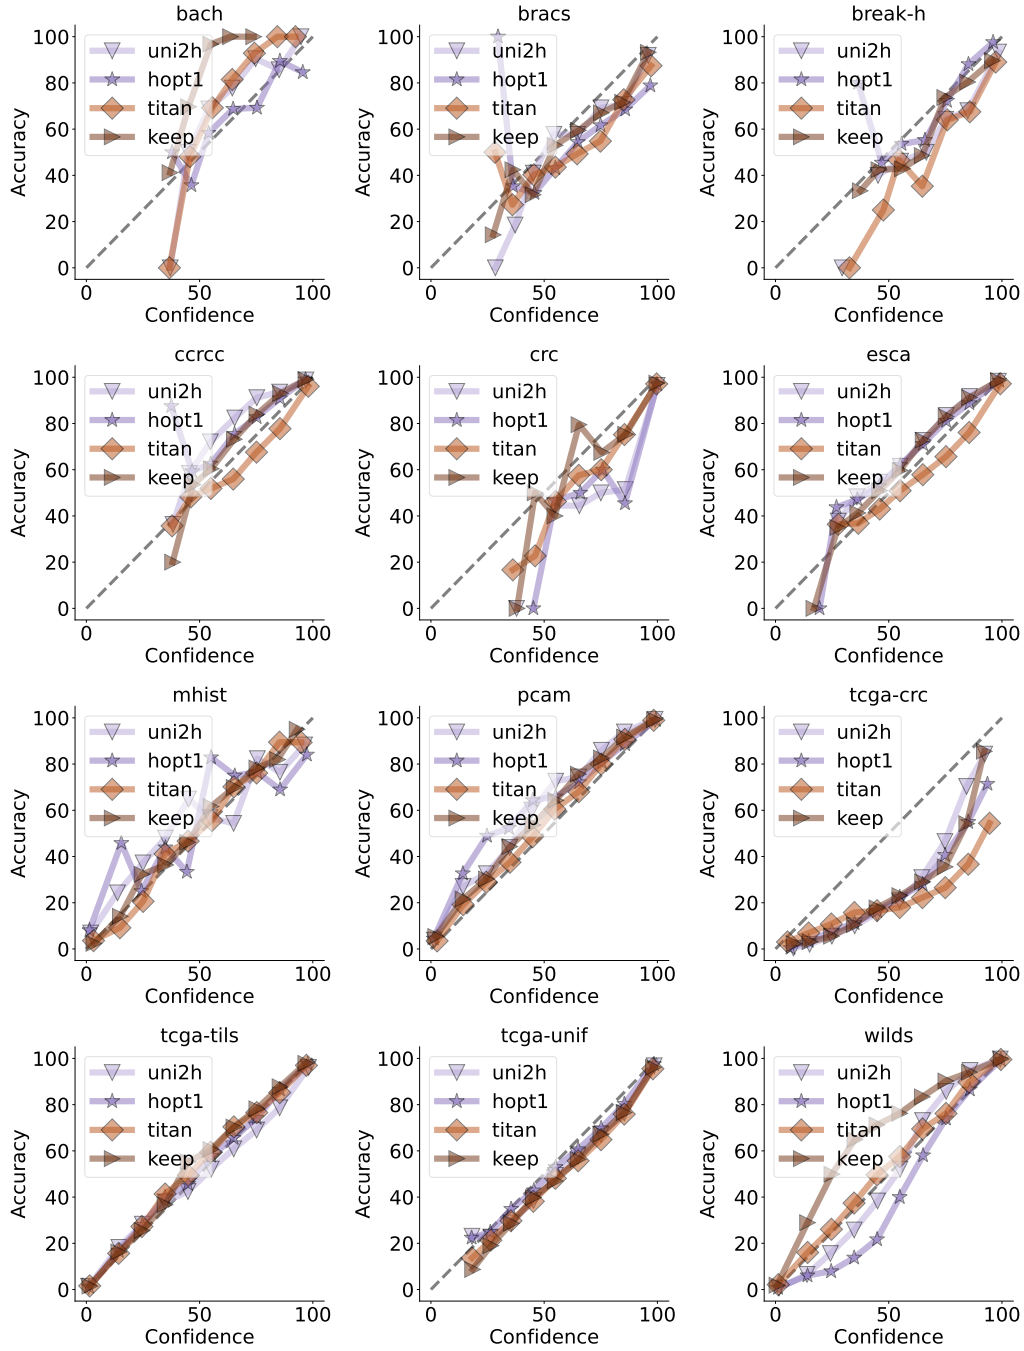 bach
100
80
60
40
20
0
Accuracy
uni2h
hopt1
titan
keep
0 50 100
Confidence
bracs
100
80
60
40
20
0
Accuracy
uni2h
hopt1
titan
keep
0 50 100
Confidence
break-h
100
80
60
40
20
0
Accuracy
uni2h
hopt1
titan
keep
0 50 100
Confidence
ccrcc
100
80
60
40
20
0
Accuracy
uni2h
hopt1
titan
keep
0 50 100
Confidence
crc
100
80
60
40
20
0
Accuracy
uni2h
hopt1
titan
keep
0 50 100
Confidence
esca
100
80
60
40
20
0
Accuracy
uni2h
hopt1
titan
keep
0 50 100
Confidence
mhist
100
80
60
40
20
0
Accuracy
uni2h
hopt1
titan
keep
0 50 100
Confidence
pcam
100
80
60
40
20
0
Accuracy
uni2h
hopt1
titan
keep
0 50 100
Confidence
tcga-crc
100
80
60
40
20
0
Accuracy
uni2h
hopt1
titan
keep
0 50 100
Confidence
tcga-tils
100
80
60
40
20
0
Accuracy
uni2h
hopt1
titan
keep
0 50 100
Confidence
tcga-unif
100
80
60
40
20
0
Accuracy
uni2h
hopt1
titan
keep
0 50 100
Confidence
wilds
100
80
60
40
20
0
Accuracy
uni2h
hopt1
titan
keep
0 50 100
Confidence